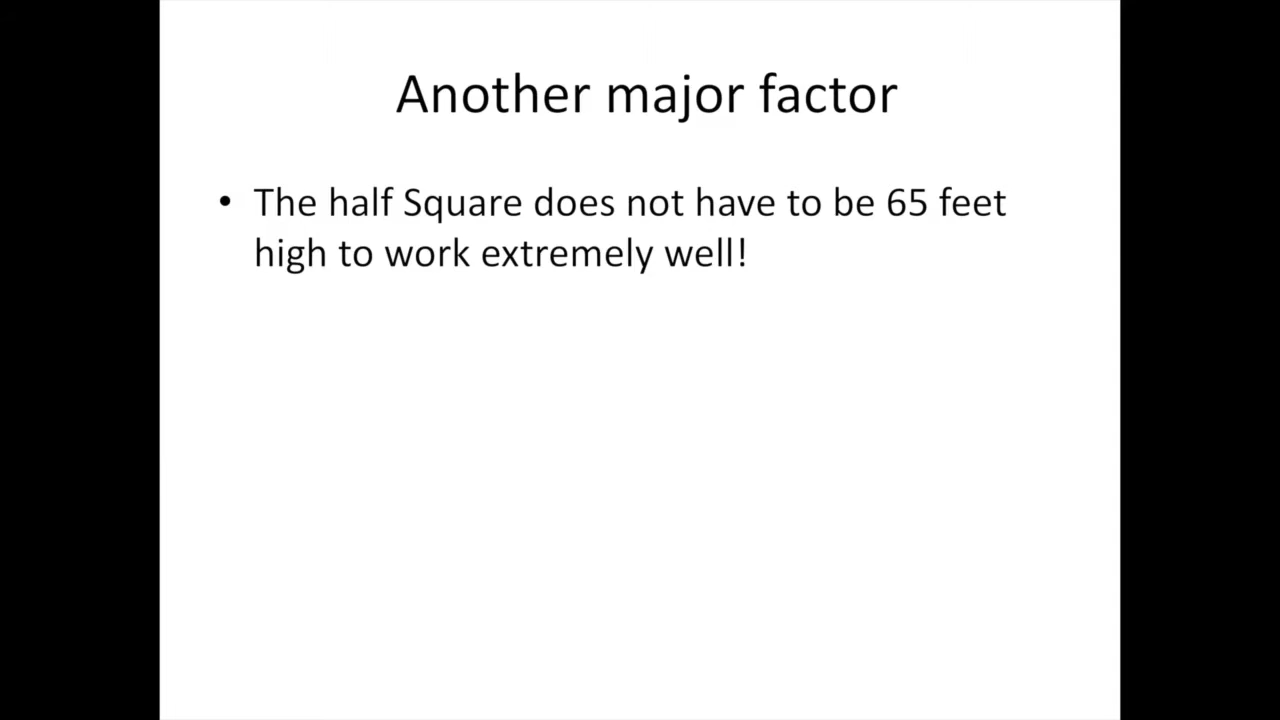 Another major factor
• The half Square does not have to be 65 feet
high to work extremely well!